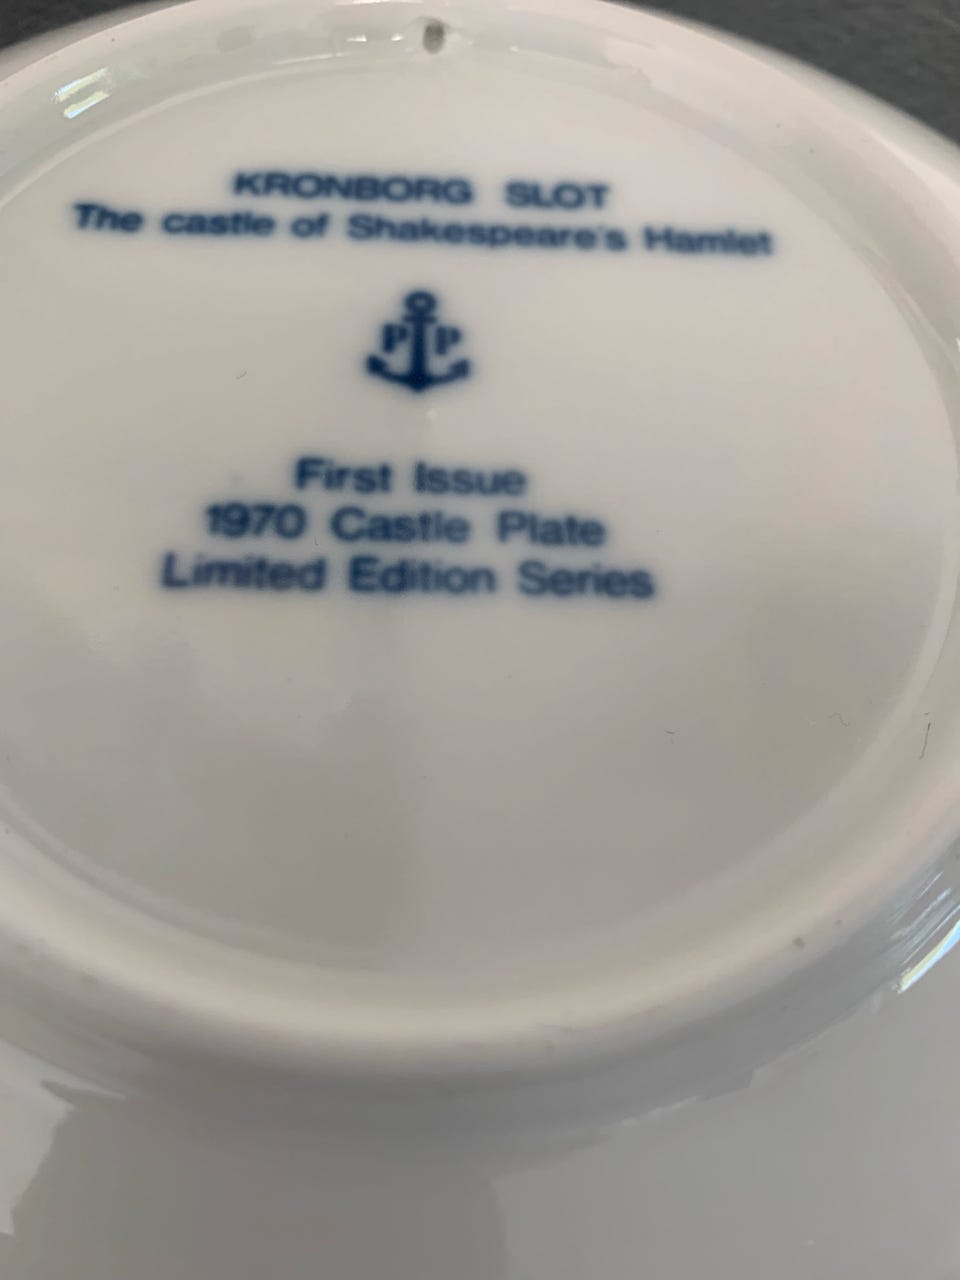 KRONBORG SLOT
The castle of Shakespeare's Hamlet
P P
First Issue
1970 Castle Plate
Limited Edition Series